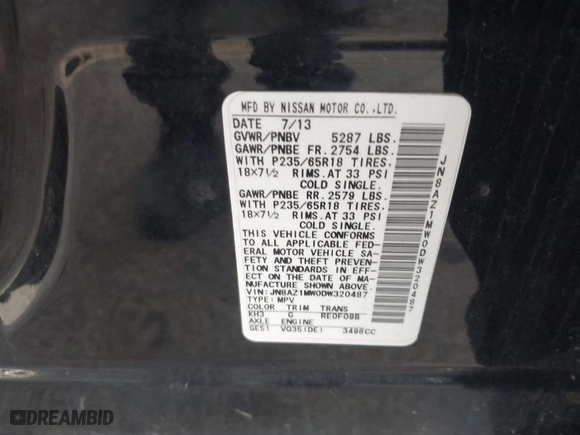 MFD BY NISSAN MOTOR CO.,LTD.
DATE 7/13
GVWR/PNBV 5287 LBS.
GAWR/PNBE FR. 2754 LBS.
WITH P235/65R18 TIRES.
18×7½ RIMS.AT 33 PSI
COLD SINGLE.
GAWR/PNBE RR. 2579 LBS.
WITH P235/65R18 TIRES.
18×7½ RIMS.AT 33 PSI
COLD SINGLE.
THIS VEHICLE CONFORMS
TO ALL APPLICABLE FED-
ERAL MOTOR VEHICLE SA-
FETY AND THEFT PREVEN-
TION STANDARDS IN EFF-
ECT ON THE DATE OF MA-
NUFACTURE SHOWN ABOVE.
VIN: JN8AZ1MW0DW320487
TYPE: MPV
COLOR TRIM TRANS
KH3 G RE0F09B
AXLE ENGINE
GE51 VQ35(DE) 3498CC
JN8AZ1MW0DW320487
DREAMBID